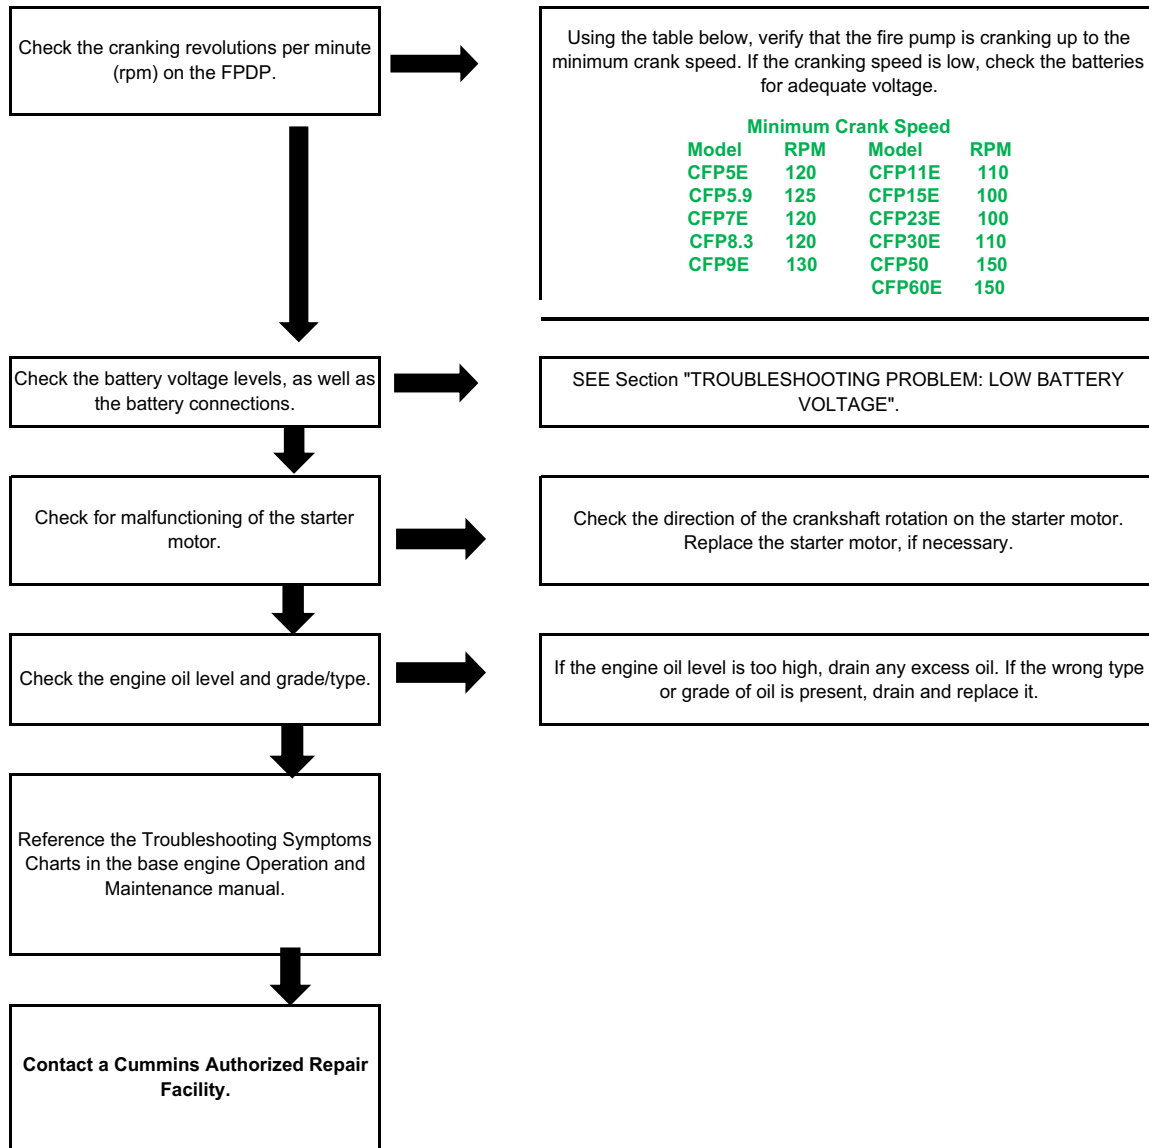 Check the cranking revolutions per minute
(rpm) on the FPDP.
Using the table below, verify that the fire pump is cranking up to the
minimum crank speed. If the cranking speed is low, check the batteries
for adequate voltage.
Minimum Crank Speed
Model RPM Model RPM
CFP5E 120 CFP11E 110
CFP5.9 125 CFP15E 100
CFP7E 120 CFP23E 100
CFP8.3 120 CFP30E 110
CFP9E 130 CFP50 150
CFP60E 150
Check the battery voltage levels, as well as
the battery connections.
SEE Section "TROUBLESHOOTING PROBLEM: LOW BATTERY
VOLTAGE".
Check for malfunctioning of the starter
motor.
Check the direction of the crankshaft rotation on the starter motor.
Replace the starter motor, if necessary.
Check the engine oil level and grade/type.
If the engine oil level is too high, drain any excess oil. If the wrong type
or grade of oil is present, drain and replace it.
Reference the Troubleshooting Symptoms
Charts in the base engine Operation and
Maintenance manual.
Contact a Cummins Authorized Repair
Facility.